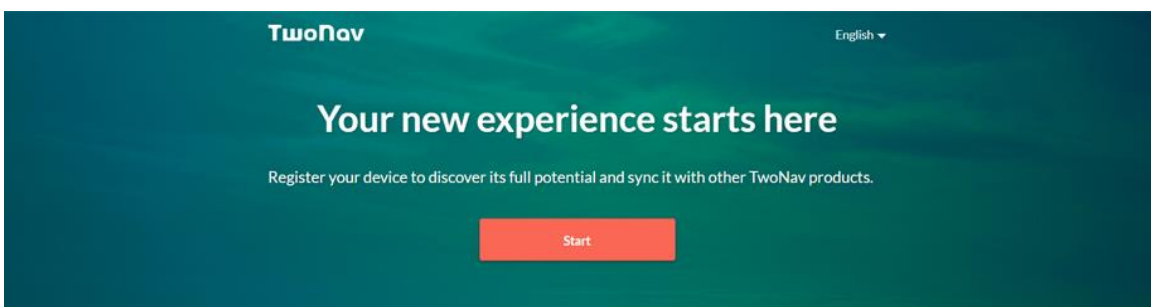 TwoNav
English
Your new experience starts here
Register your device to discover its full potential and sync it with other TwoNav products.
Start